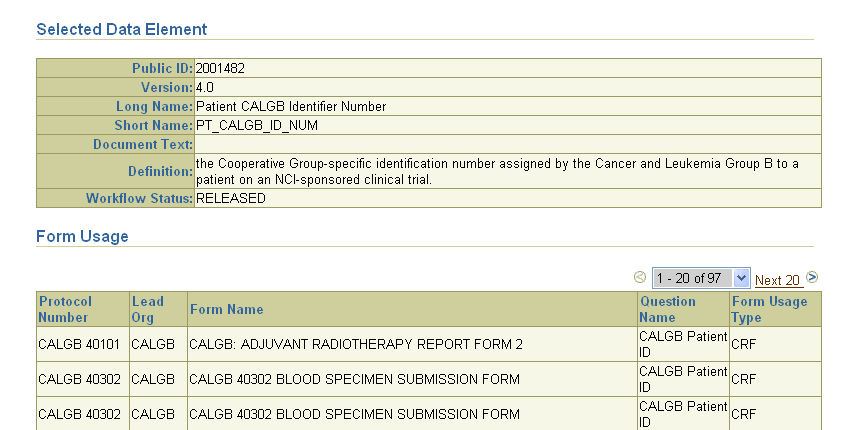 Selected Data Element
Public ID: 2001482
Version: 4.0
Long Name: Patient CALGB Identifier Number
Short Name: PT_CALGB_ID_NUM
Document Text:
Definition: the Cooperative Group-specific identification number assigned by the Cancer and Leukemia Group B to a
patient on an NCI-sponsored clinical trial.
Workflow Status: RELEASED
Form Usage
1 - 20 of 97 Next 20
Protocol Number Lead Org Form Name Question Name Form Usage Type
CALGB 40101 CALGB CALGB: ADJUVANT RADIOTHERAPY REPORT FORM 2 CALGB Patient ID CRF
CALGB 40302 CALGB CALGB 40302 BLOOD SPECIMEN SUBMISSION FORM CALGB Patient ID CRF
CALGB 40302 CALGB CALGB 40302 BLOOD SPECIMEN SUBMISSION FORM CALGB Patient ID CRF